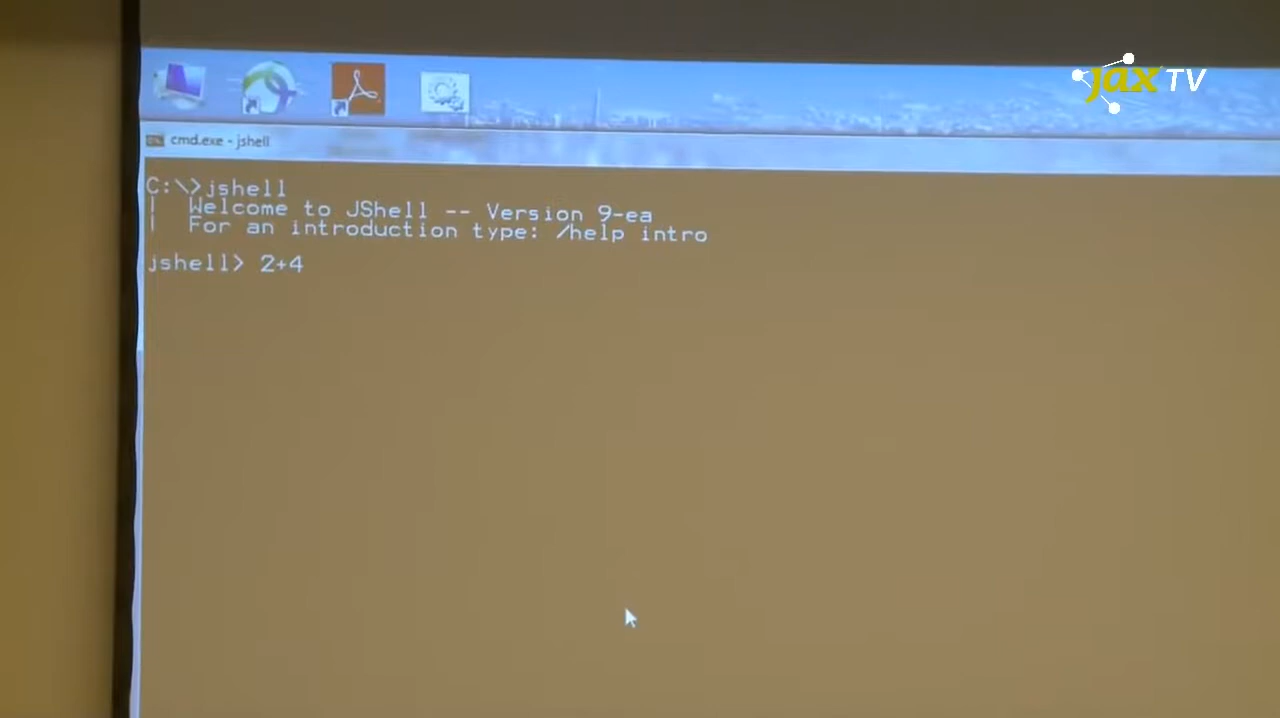 jax TV
cmd.exe - jshell
C:\>jshell
|  Welcome to JShell -- Version 9-ea
|  For an introduction type: /help intro
jshell> 2+4